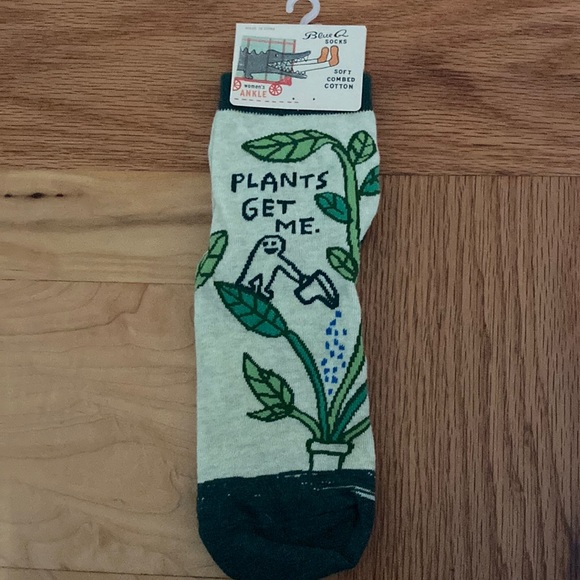 Blue Q
SOCKS
SOFT
COMBED
COTTON
women's
ANKLE
PLANTS
GET
ME.